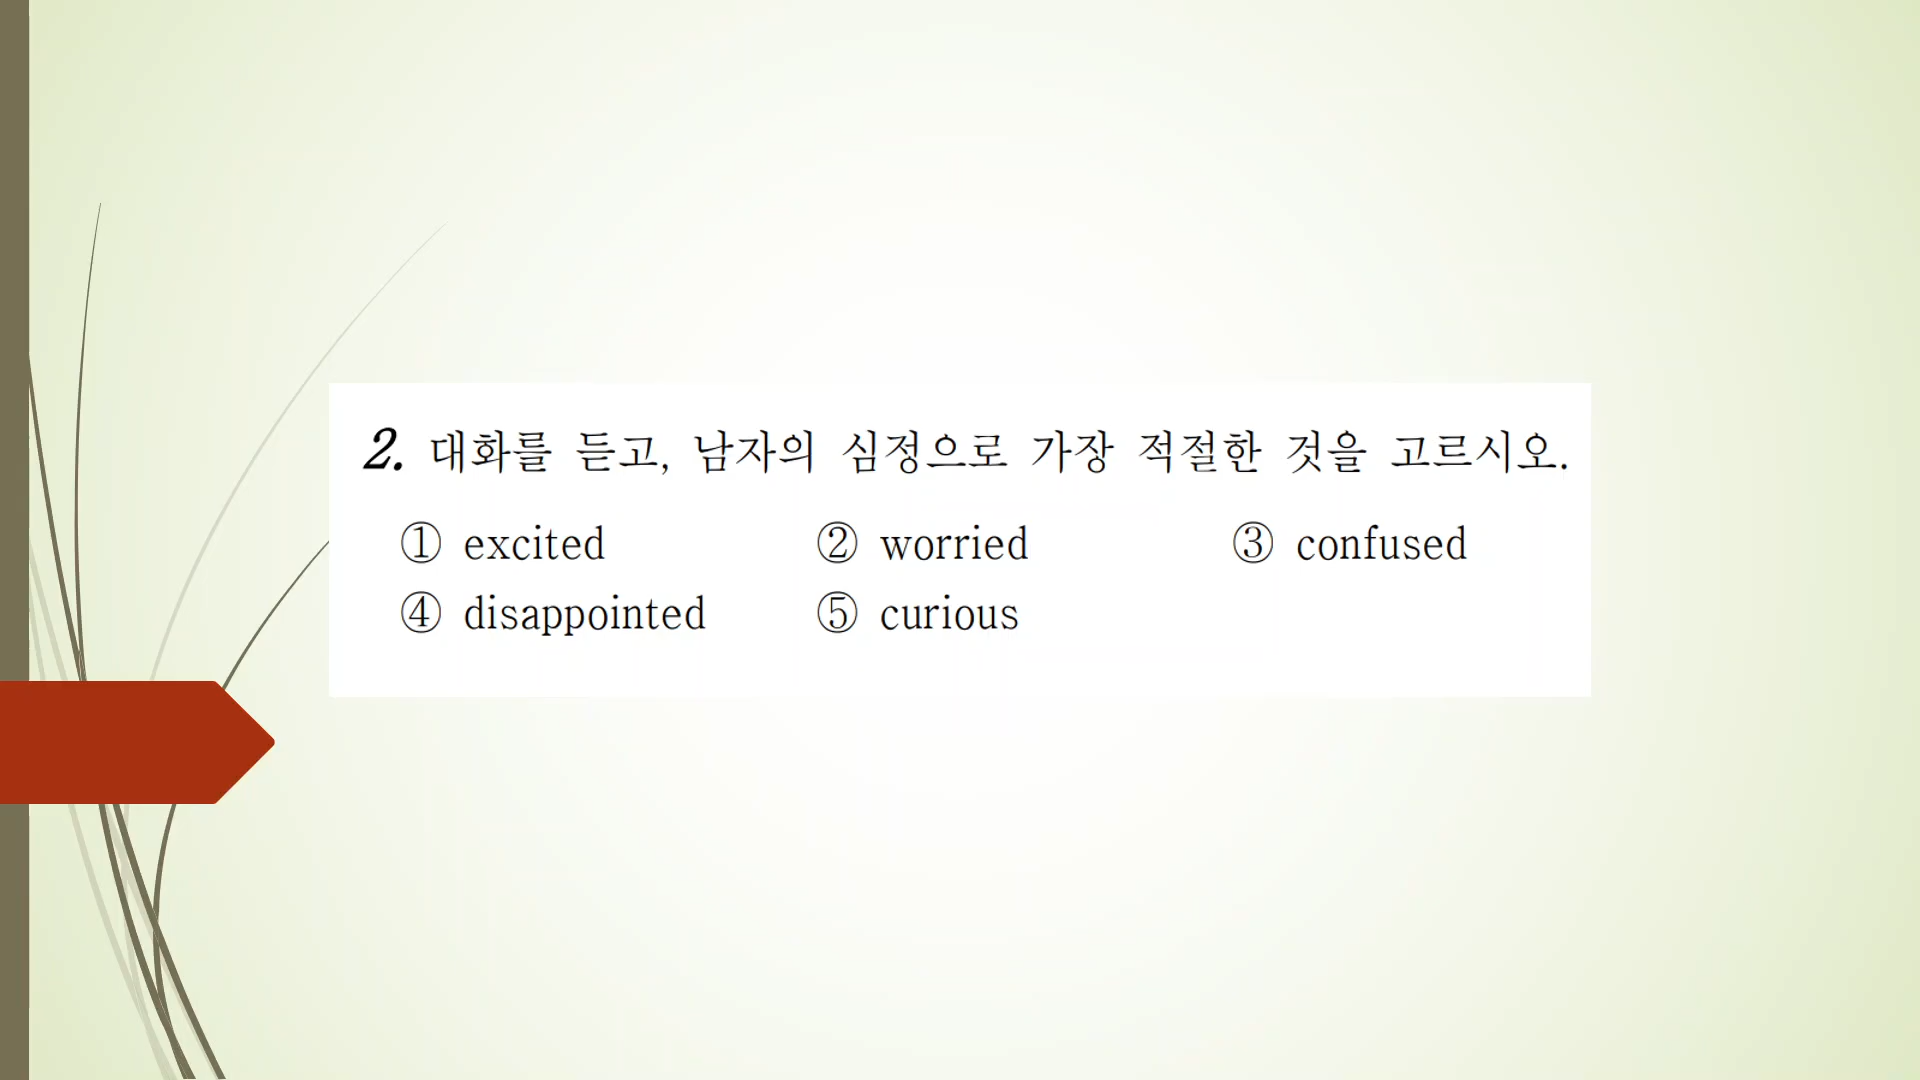 2. 대화를 듣고, 남자의 심정으로 가장 적절한 것을 고르시오.
① excited ② worried ③ confused
④ disappointed ⑤ curious